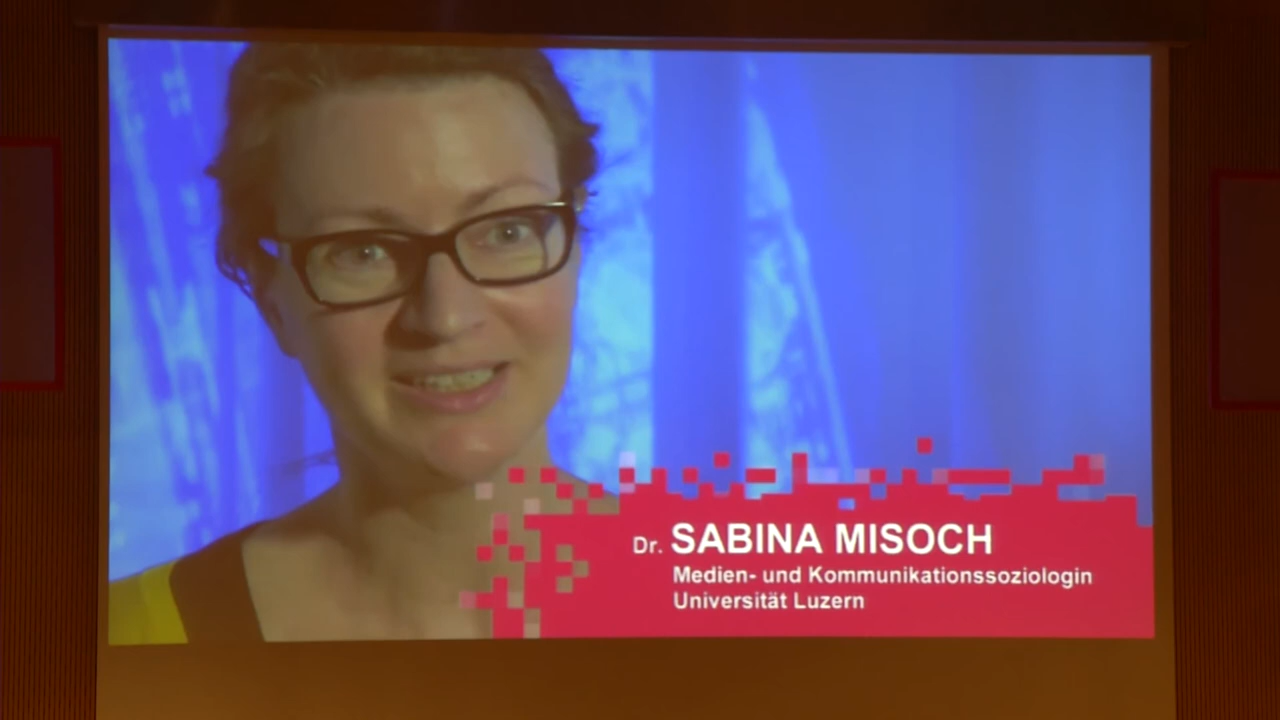 Dr. SABINA MISOCH
Medien- und Kommunikationssoziologin
Universität Luzern